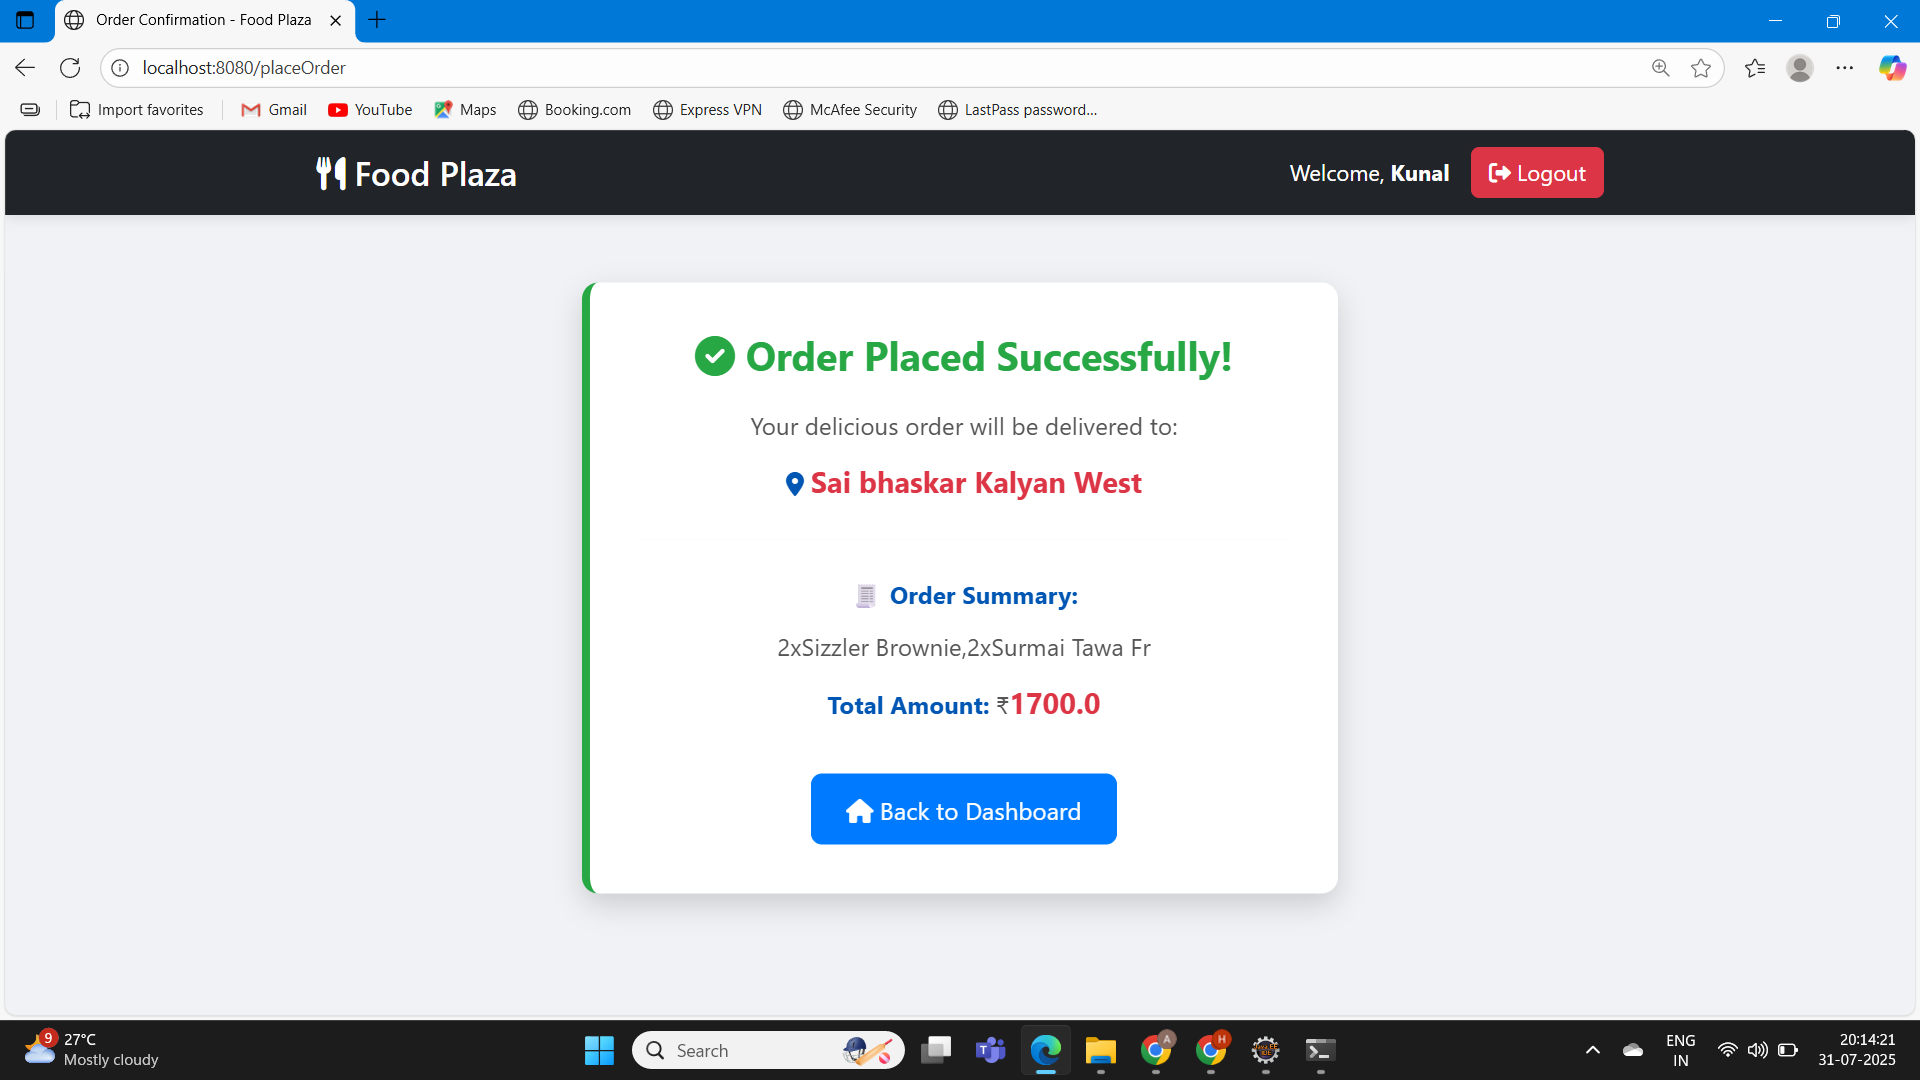 Order Confirmation - Food Plaza
localhost:8080/placeOrder
Import favorites
Gmail
YouTube
Maps
Booking.com
Express VPN
McAfee Security
LastPass password...
Food Plaza
Welcome, Kunal
Logout
Order Placed Successfully!
Your delicious order will be delivered to:
Sai bhaskar Kalyan West
Order Summary:
2xSizzler Brownie,2xSurmai Tawa Fr
Total Amount: ₹1700.0
Back to Dashboard
9
27°C
Mostly cloudy
Search
A
H
ENG
IN
20:14:21
31-07-2025